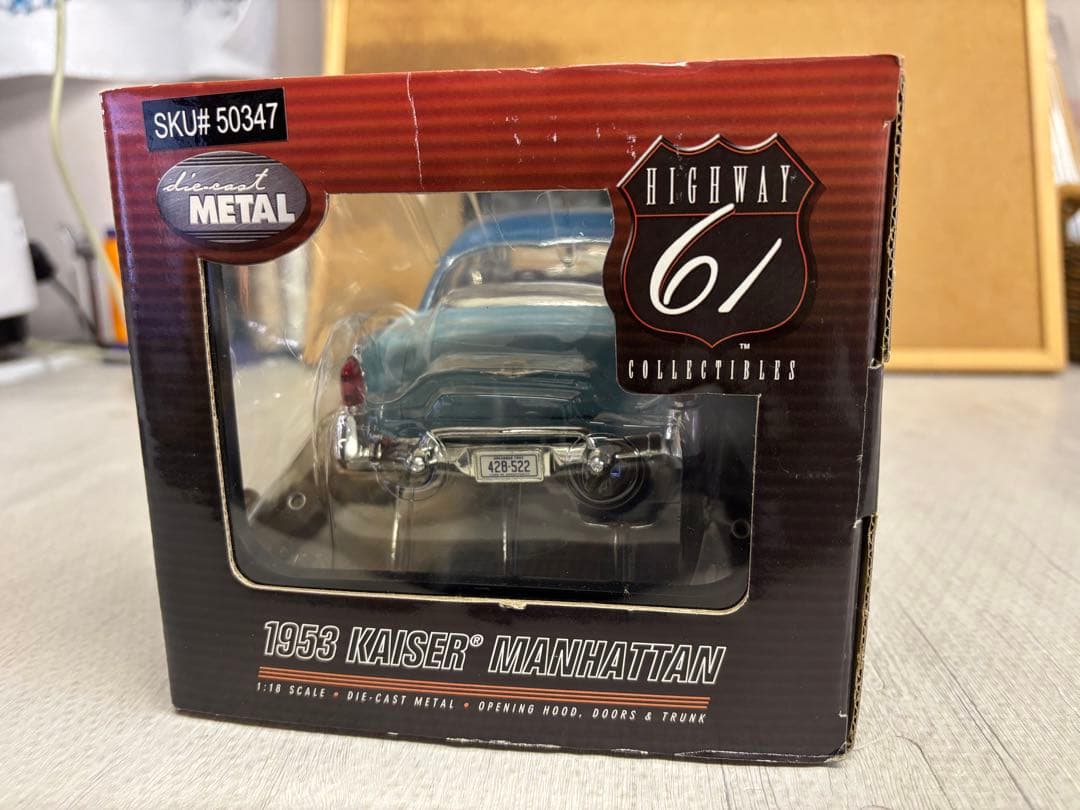 SKU# 50347
die-cast
METAL
HIGHWAY
61
TM
COLLECTIBLES
428-522
1953 KAISER® MANHATTAN
1:18 SCALE • DIE-CAST METAL • OPENING HOOD, DOORS & TRUNK